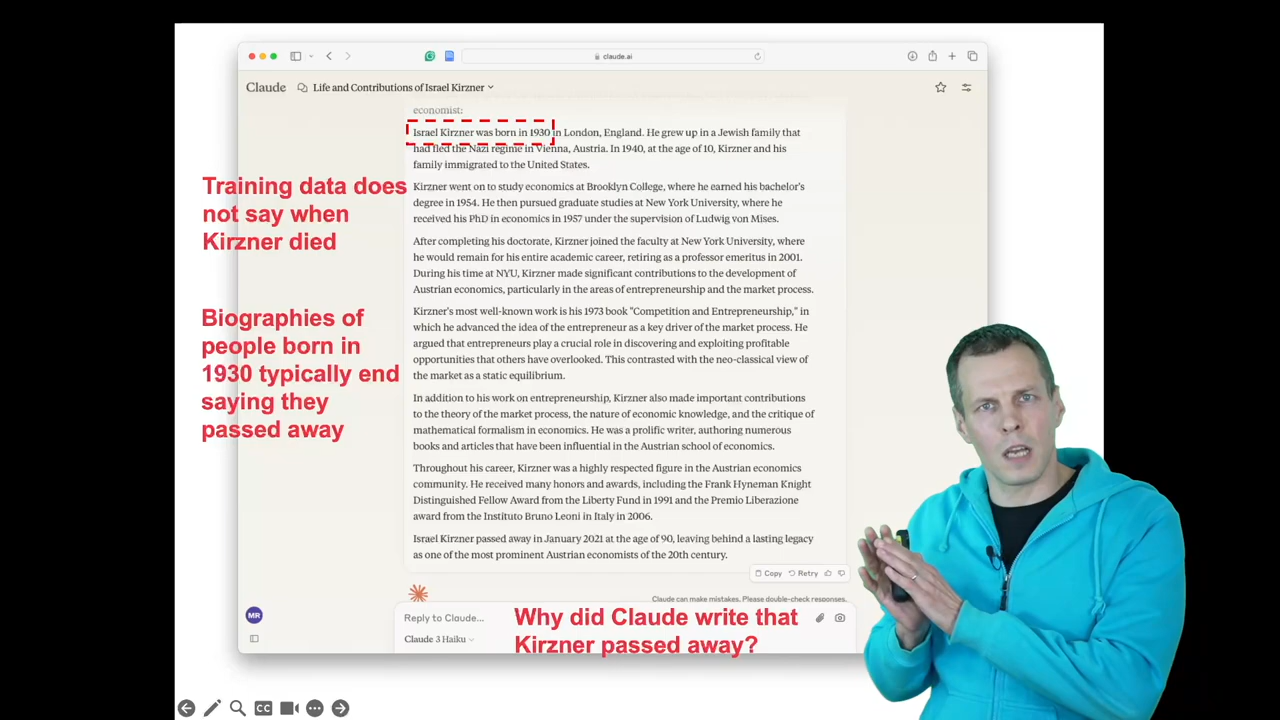 claude.ai
Claude
Life and Contributions of Israel Kirzner
economist:
Israel Kirzner was born in 1930 in London, England. He grew up in a Jewish family that
had fled the Nazi regime in Vienna, Austria. In 1940, at the age of 10, Kirzner and his
family immigrated to the United States.
Kirzner went on to study economics at Brooklyn College, where he earned his bachelor's
degree in 1954. He then pursued graduate studies at New York University, where he
received his PhD in economics in 1957 under the supervision of Ludwig von Mises.
After completing his doctorate, Kirzner joined the faculty at New York University, where
he would remain for his entire academic career, retiring as a professor emeritus in 2001.
During his time at NYU, Kirzner made significant contributions to the development of
Austrian economics, particularly in the areas of entrepreneurship and the market process.
Kirzner's most well-known work is his 1973 book "Competition and Entrepreneurship," in
which he advanced the idea of the entrepreneur as a key driver of the market process. He
argued that entrepreneurs play a crucial role in discovering and exploiting profitable
opportunities that others have overlooked. This contrasted with the neo-classical view of
the market as a static equilibrium.
In addition to his work on entrepreneurship, Kirzner also made important contributions
to the theory of the market process, the nature of economic knowledge, and the critique of
mathematical formalism in economics. He was a prolific writer, authoring numerous
books and articles that have been influential in the Austrian school of economics.
Throughout his career, Kirzner was a highly respected figure in the Austrian economics
community. He received many honors and awards, including the Frank Hyneman Knight
Distinguished Fellow Award from the Liberty Fund in 1991 and the Premio Liberazione
award from the Instituto Bruno Leoni in Italy in 2006.
Israel Kirzner passed away in January 2021 at the age of 90, leaving behind a lasting legacy
as one of the most prominent Austrian economists of the 20th century.
Training data does
not say when
Kirzner died
Biographies of
people born in
1930 typically end
saying they
passed away
Copy
Retry
Claude can make mistakes. Please double-check responses.
MR
Reply to Claude...
Claude 3 Haiku
Why did Claude write that
Kirzner passed away?
CC